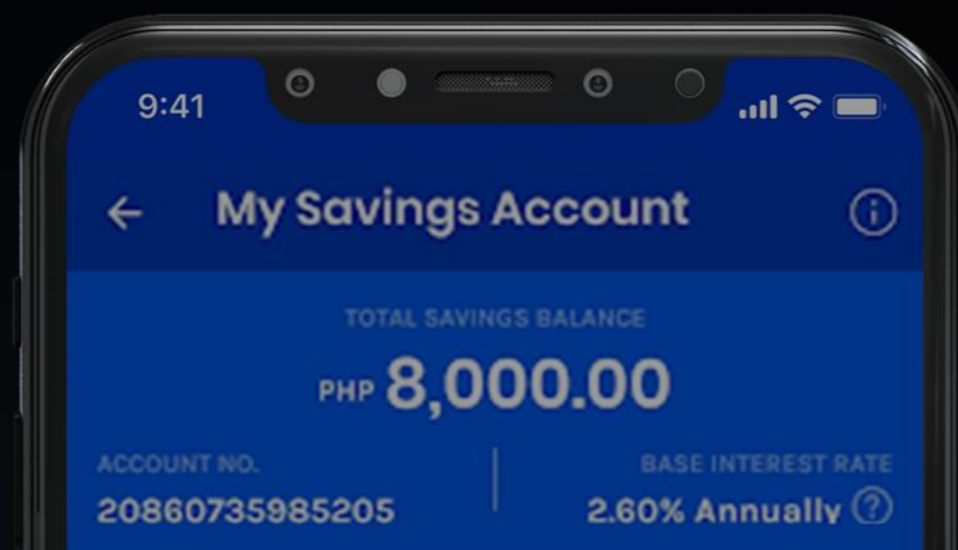 9:41
My Savings Account
TOTAL SAVINGS BALANCE
PHP 8,000.00
ACCOUNT NO.
20860735985205
BASE INTEREST RATE
2.60% Annually